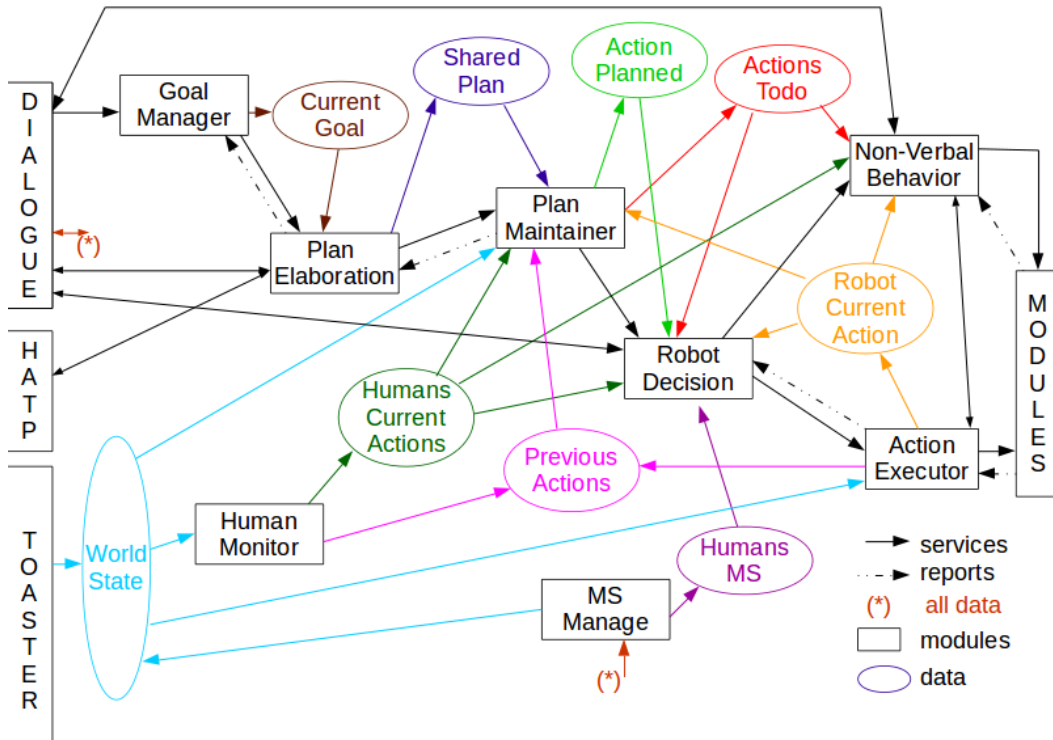 DIALOGUE
HATP
TOASTER
MODULES
Goal
Manager
Current
Goal
Shared
Plan
Action
Planned
Actions
Todo
Non-Verbal
Behavior
Plan
Elaboration
Plan
Maintainer
(*)
Robot
Current
Action
Robot
Decision
Humans
Current
Actions
Previous
Actions
Action
Executor
World
State
Human
Monitor
Humans
MS
MS
Manage
(*)
services
reports
(*) all data
modules
data